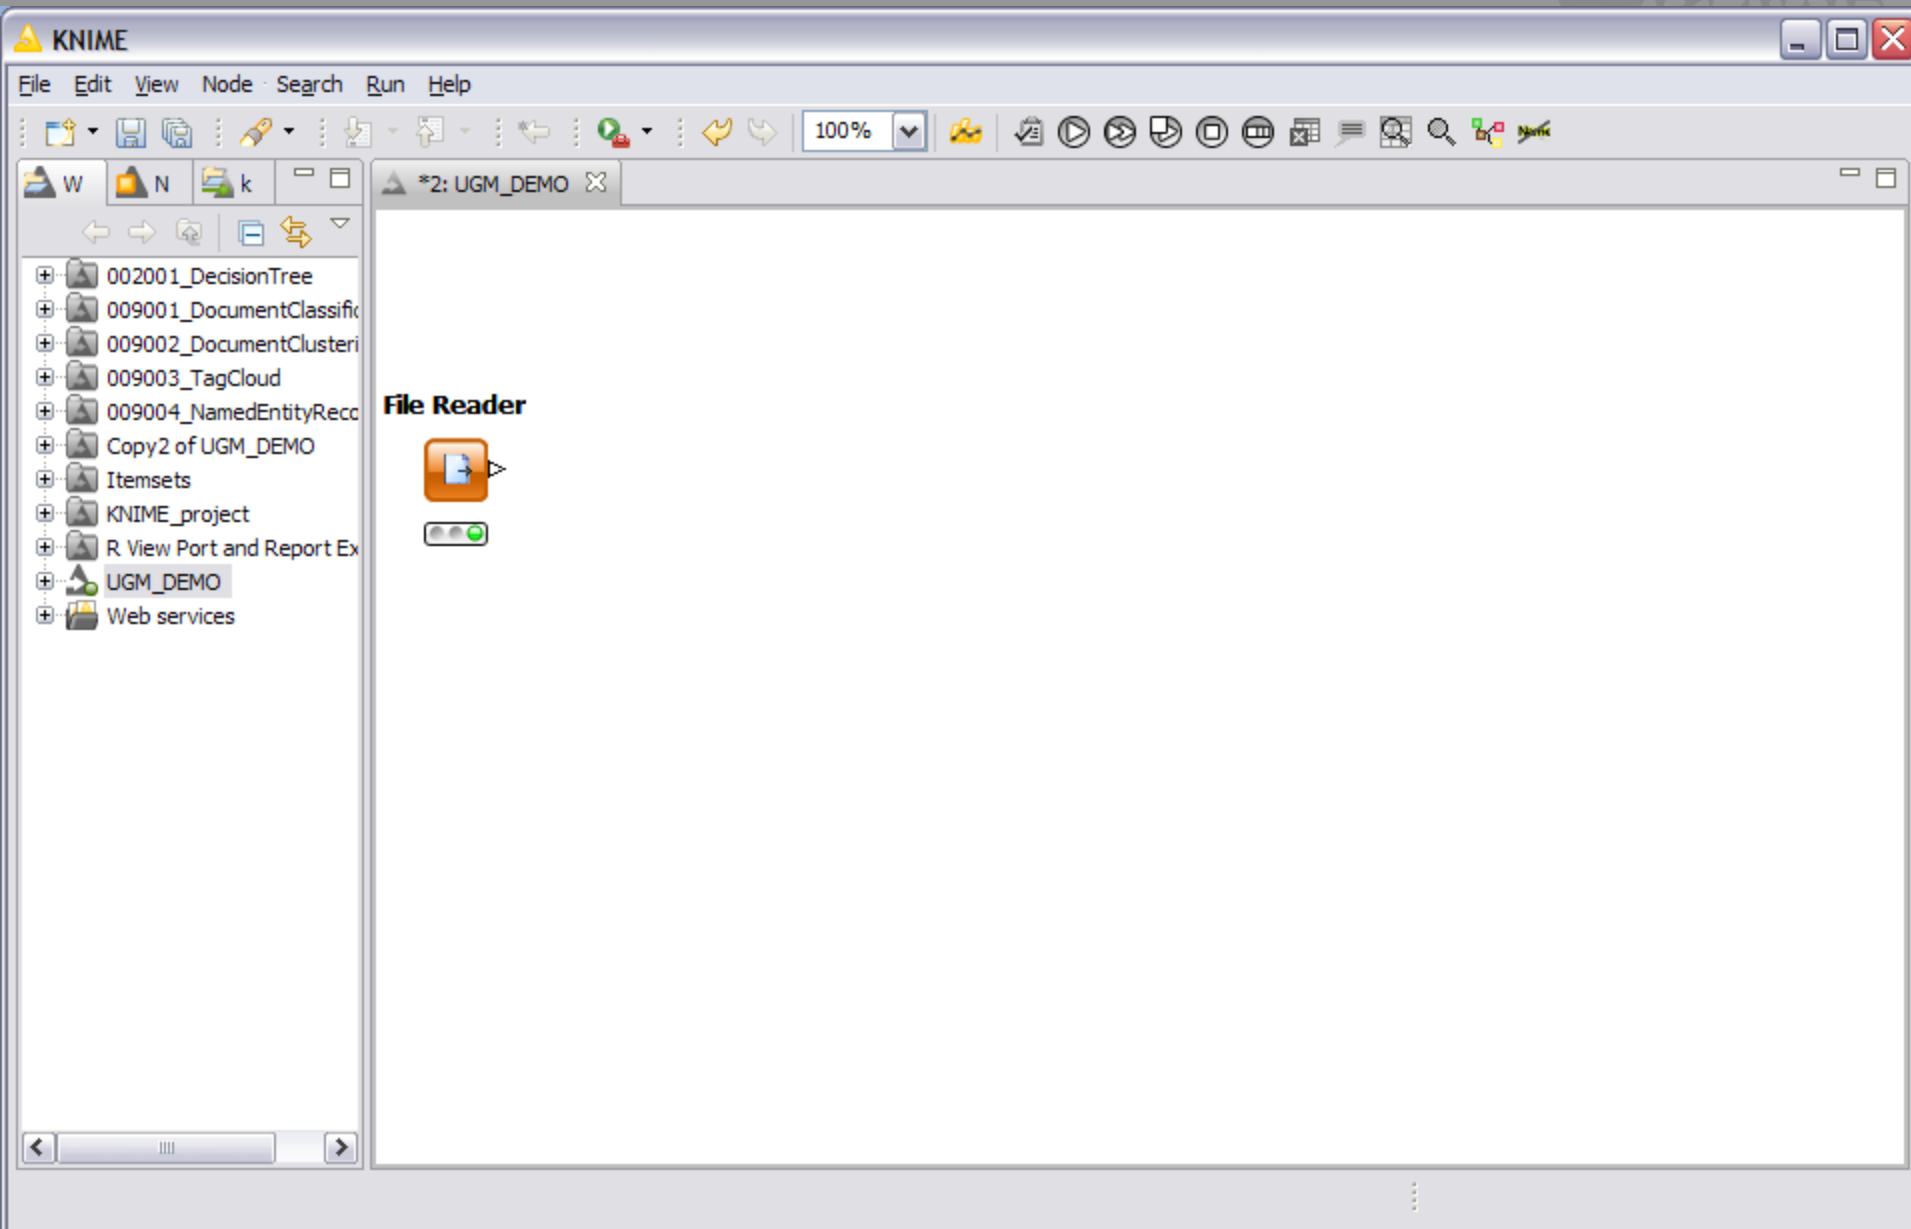 KNIME
File Edit View Node Search Run Help
100%
W N k
*2: UGM_DEMO
002001_DecisionTree
009001_DocumentClassific
009002_DocumentClusteri
009003_TagCloud
009004_NamedEntityReco
Copy2 of UGM_DEMO
Itemsets
KNIME_project
R View Port and Report Ex
UGM_DEMO
Web services
File Reader